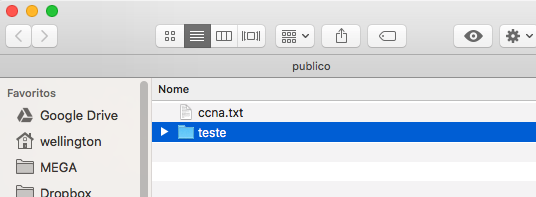 publico
Favoritos
Google Drive
wellington
MEGA
Dropbox
Nome
ccna.txt
teste